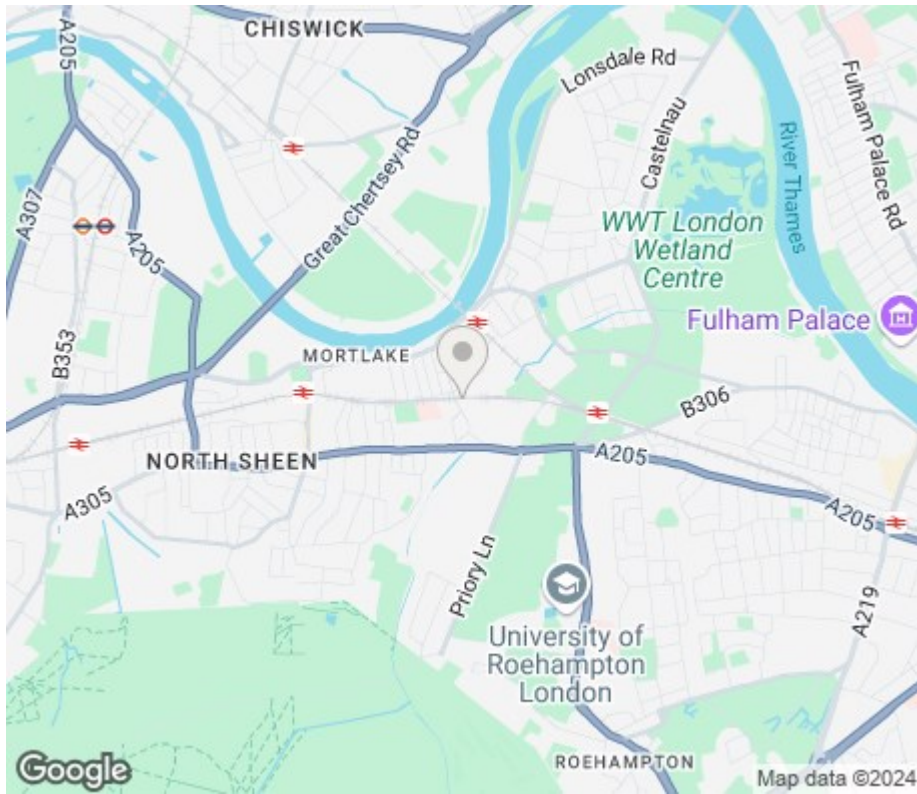 A205
CHISWICK
Lonsdale Rd
Fulham Palace Rd
Castelnau
River Thames
A307
Great Chertsey Rd
A205
WWT London
Wetland
Centre
Fulham Palace
B353
MORTLAKE
B306
NORTH SHEEN
A205
A305
A205
Priory Ln
University of
Roehampton
London
A219
ROEHAMPTON
Google
Map data ©2024